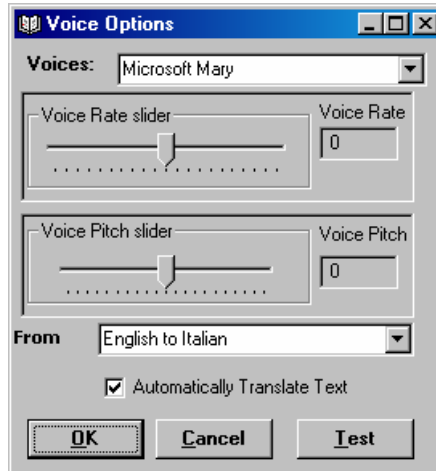 Voice Options
Voices: Microsoft Mary
Voice Rate slider Voice Rate
0
Voice Pitch slider Voice Pitch
0
From English to Italian
Automatically Translate Text
OK Cancel Test